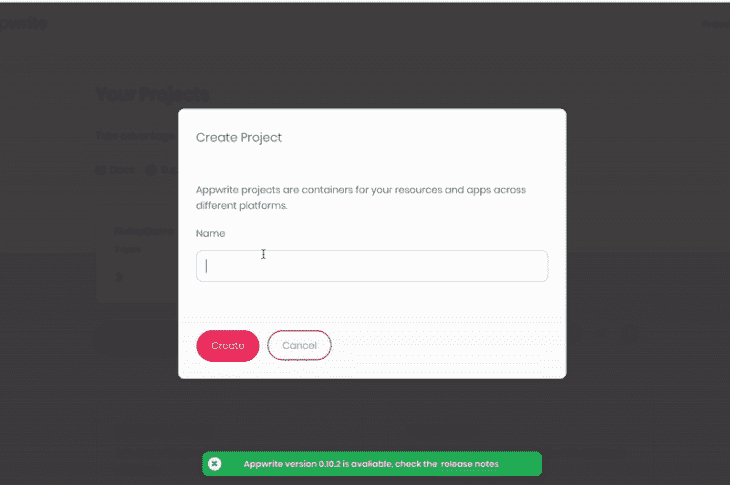 Your Projects
Create Project
Appwrite projects are containers for your resources and apps across
different platforms.
Name
Create
Cancel
Appwrite version 0.10.2 is available, check the release notes